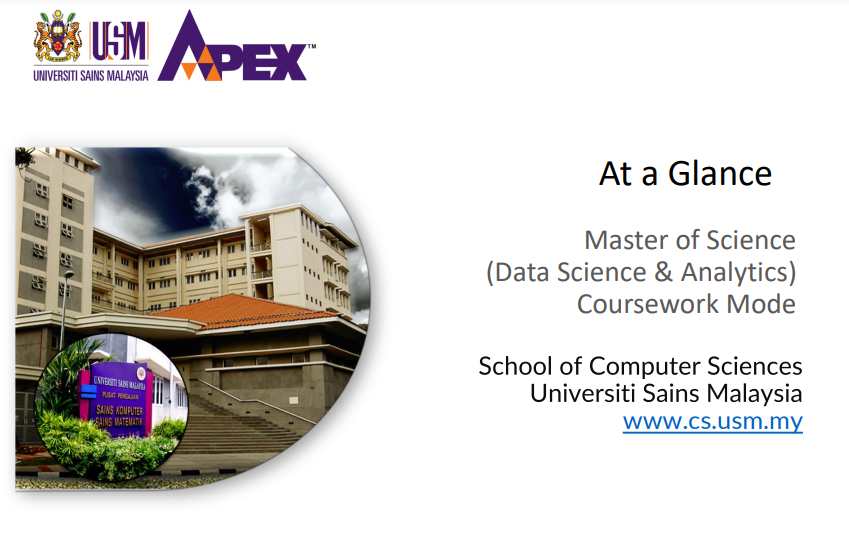 USM
UNIVERSITI SAINS MALAYSIA
APEX™
At a Glance
Master of Science
(Data Science & Analytics)
Coursework Mode
School of Computer Sciences
Universiti Sains Malaysia
www.cs.usm.my
UNIVERSITI SAINS MALAYSIA
PUSAT PENGAJIAN
SAINS KOMPUTER
SAINS MATEMATIK